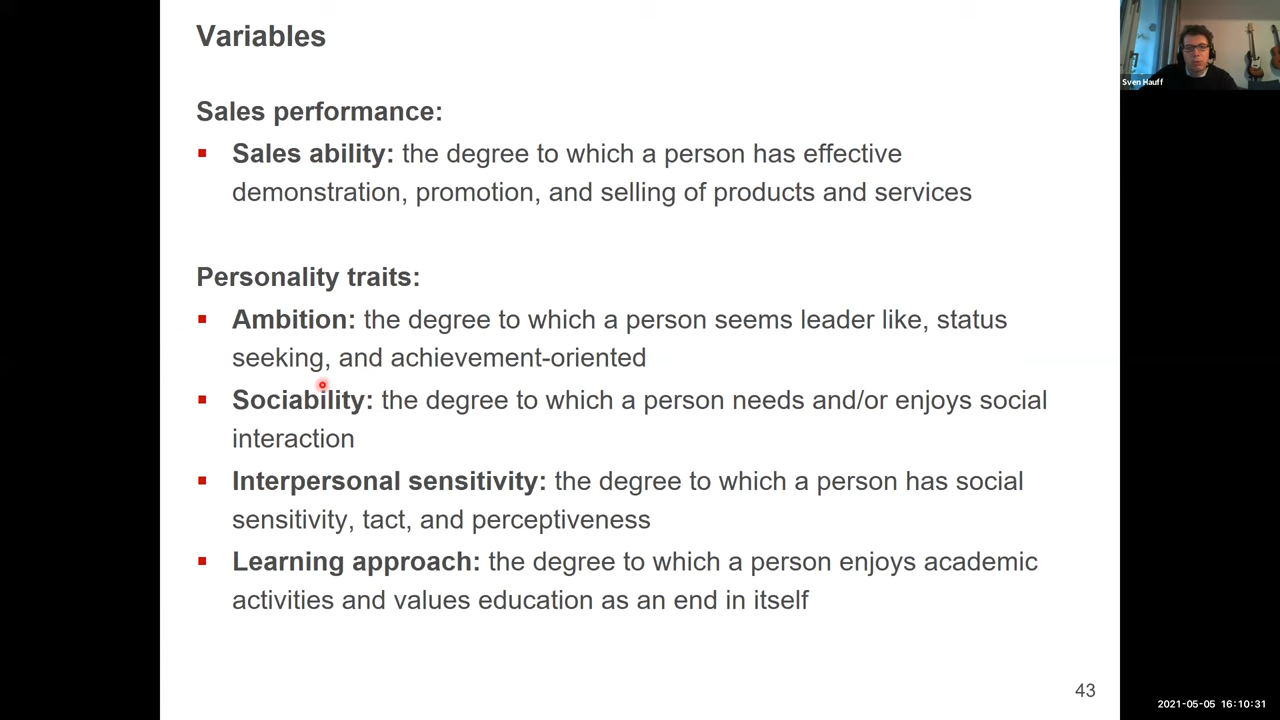 Variables
Sales performance:
Sales ability: the degree to which a person has effective
demonstration, promotion, and selling of products and services
Personality traits:
Ambition: the degree to which a person seems leader like, status
seeking, and achievement-oriented
Sociability: the degree to which a person needs and/or enjoys social
interaction
Interpersonal sensitivity: the degree to which a person has social
sensitivity, tact, and perceptiveness
Learning approach: the degree to which a person enjoys academic
activities and values education as an end in itself
43
Sven Hauff
2021-05-05 16:10:31